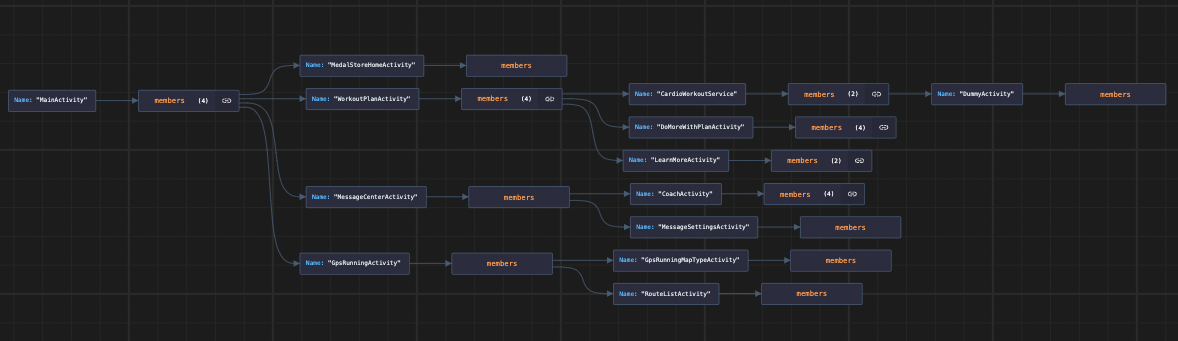 Name: "MedalStoreHomeActivity"
members
Name: "MainActivity"
members (4)
Name: "WorkoutPlanActivity"
members (4)
Name: "CardioWorkoutService"
members (2)
Name: "DummyActivity"
members
Name: "DoMoreWithPlanActivity"
members (4)
Name: "LearnMoreActivity"
members (2)
Name: "MessageCenterActivity"
members
Name: "CoachActivity"
members (4)
Name: "MessageSettingsActivity"
members
Name: "GpsRunningActivity"
members
Name: "GpsRunningMapTypeActivity"
members
Name: "RouteListActivity"
members